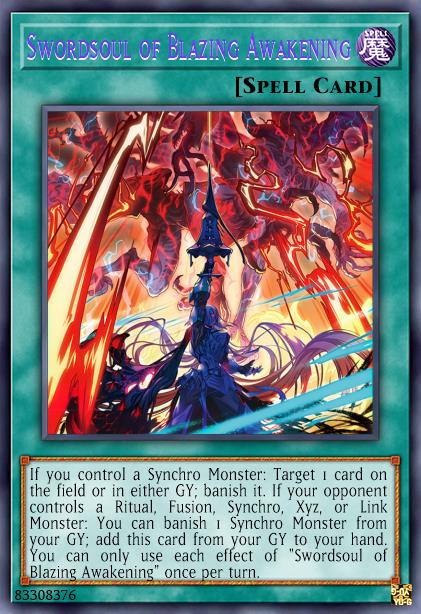 Swordsoul of Blazing Awakening
SPELL
魔
[Spell Card]
If you control a Synchro Monster: Target 1 card on
the field or in either GY; banish it. If your opponent
controls a Ritual, Fusion, Synchro, Xyz, or Link
Monster: You can banish 1 Synchro Monster from
your GY; add this card from your GY to your hand.
You can only use each effect of "Swordsoul of
Blazing Awakening" once per turn.
83308376